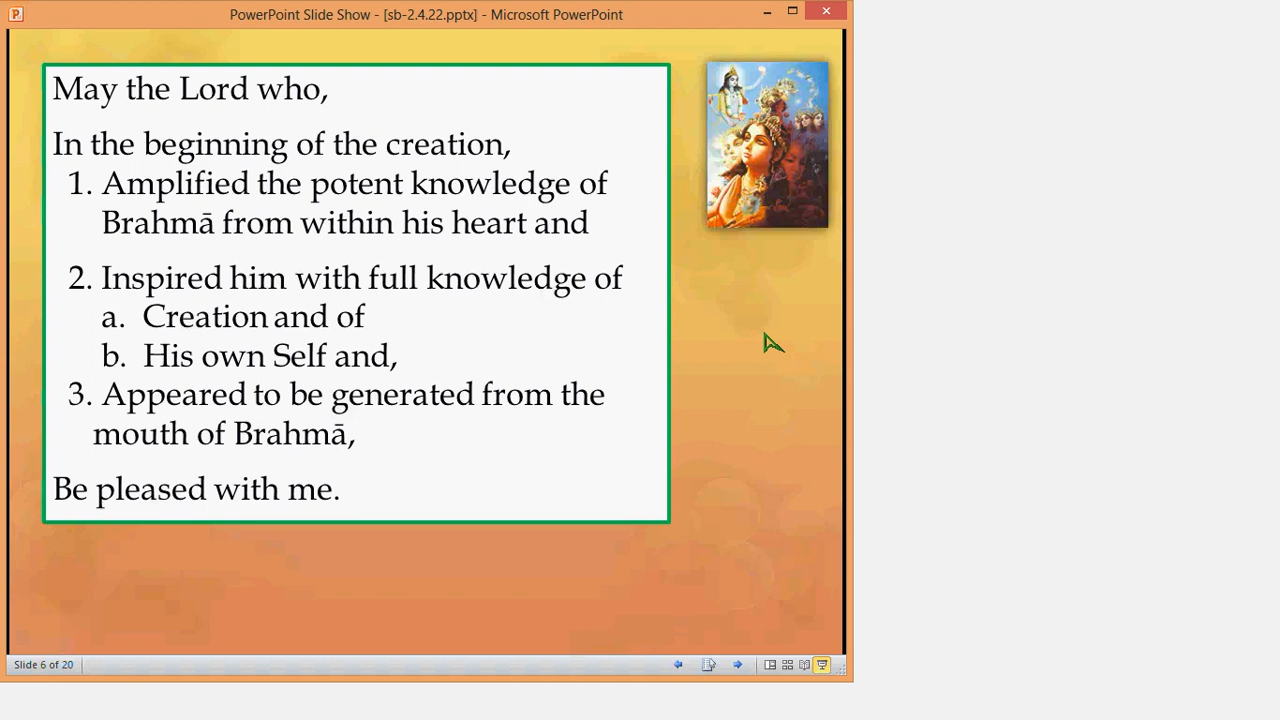 PowerPoint Slide Show - [sb-2.4.22.pptx] - Microsoft PowerPoint
May the Lord who,
In the beginning of the creation,
1. Amplified the potent knowledge of
Brahmā from within his heart and
2. Inspired him with full knowledge of
a. Creation and of
b. His own Self and,
3. Appeared to be generated from the
mouth of Brahmā,
Be pleased with me.
Slide 6 of 20